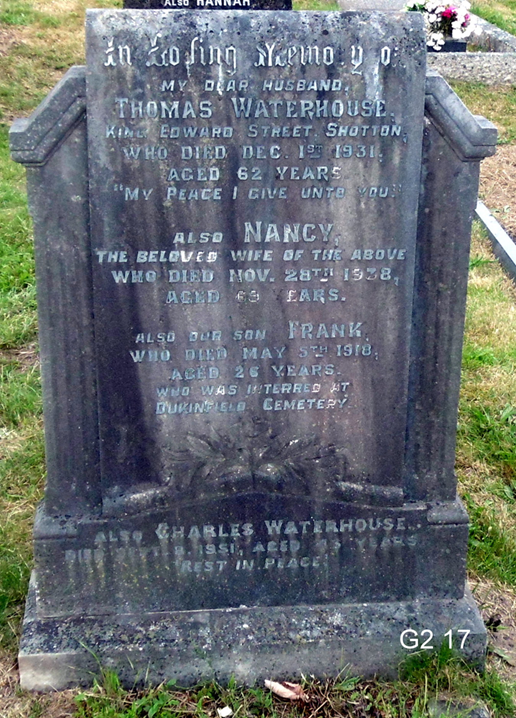 ALSO HANNAH
In Loving Memory of
MY DEAR HUSBAND,
THOMAS WATERHOUSE,
KING EDWARD STREET, SHOTTON,
WHO DIED DEC. 1ST 1931,
AGED 62 YEARS
"MY PEACE I GIVE UNTO YOU."
ALSO NANCY,
THE BELOVED WIFE OF THE ABOVE
WHO DIED NOV. 28TH 1938,
AGED 69 YEARS.
ALSO OUR SON FRANK,
WHO DIED MAY 5TH 1918,
AGED 26 YEARS.
WHO WAS INTERRED AT
DUKINFIELD CEMETERY.
ALSO CHARLES WATERHOUSE.
DIED 1951, AGED YEARS
REST IN PEACE.
G2 17